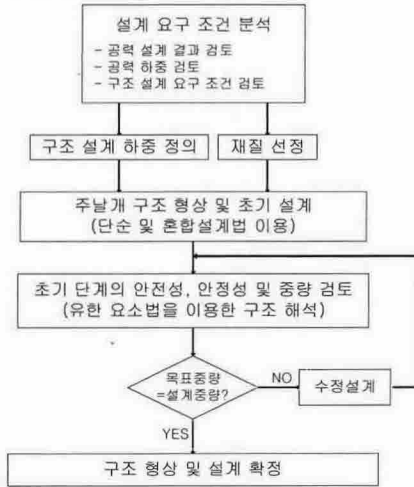 설계 요구 조건 분석
- 공력 설계 결과 검토
- 공력 하중 검토
- 구조 설계 요구 조건 검토
구조 설계 하중 정의
재질 선정
주날개 구조 형상 및 초기 설계
(단순 및 혼합설계법 이용)
초기 단계의 안전성, 안정성 및 중량 검토
(유한 요소법을 이용한 구조 해석)
목표중량
=설계중량?
NO
수정설계
YES
구조 형상 및 설계 확정